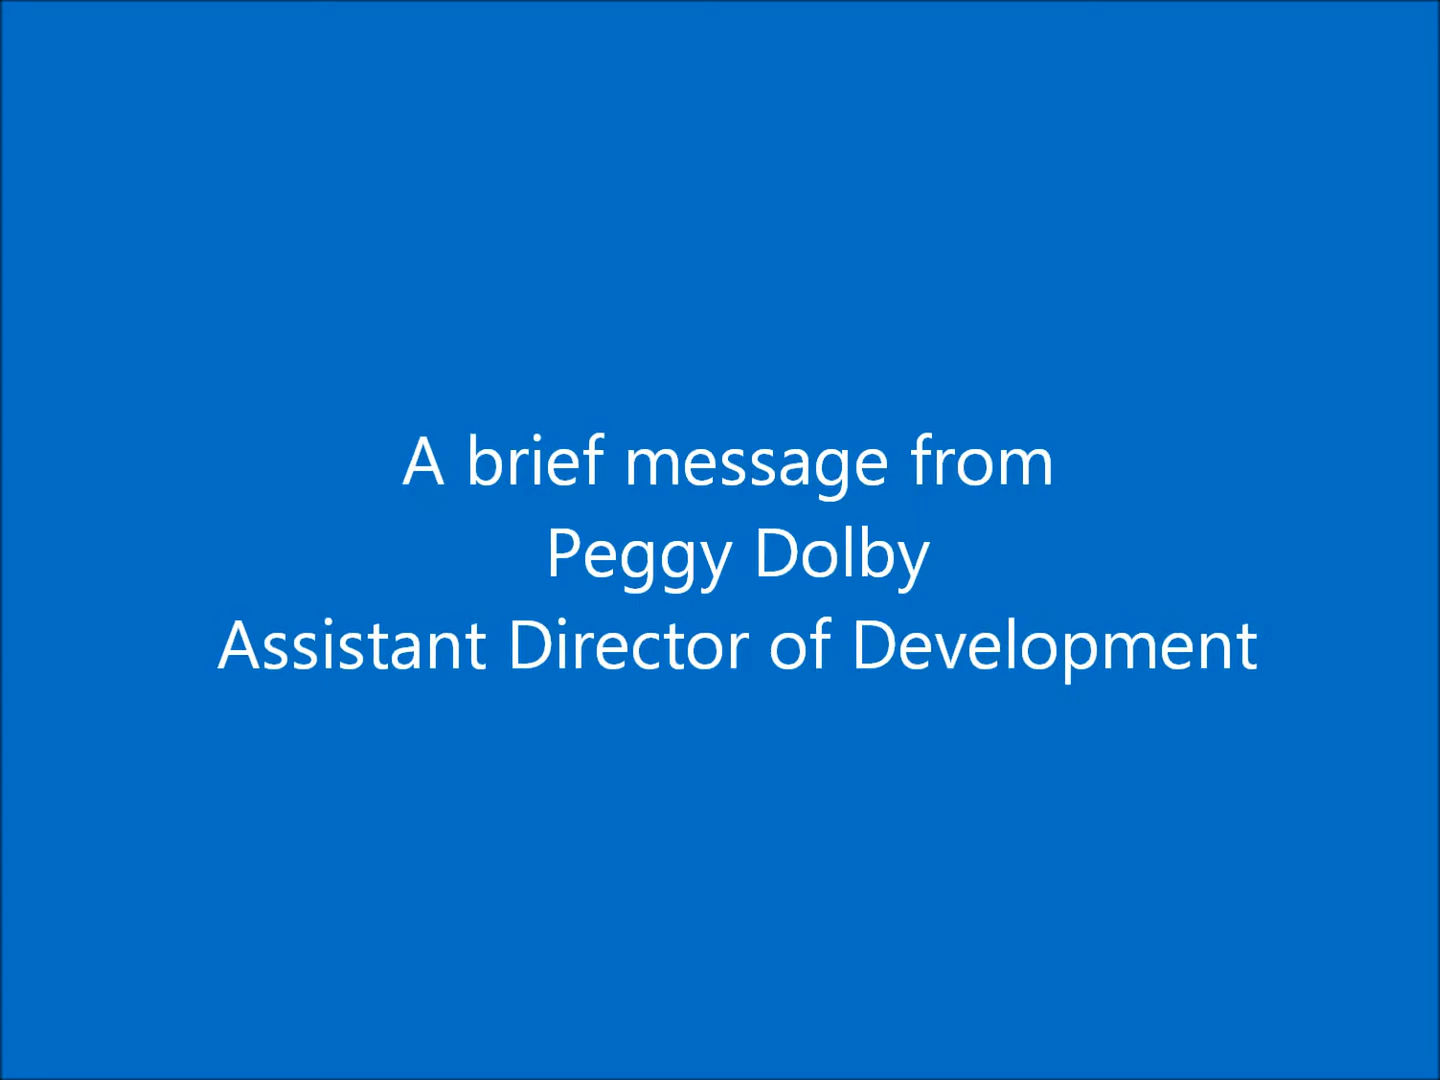 A brief message from
Peggy Dolby
Assistant Director of Development